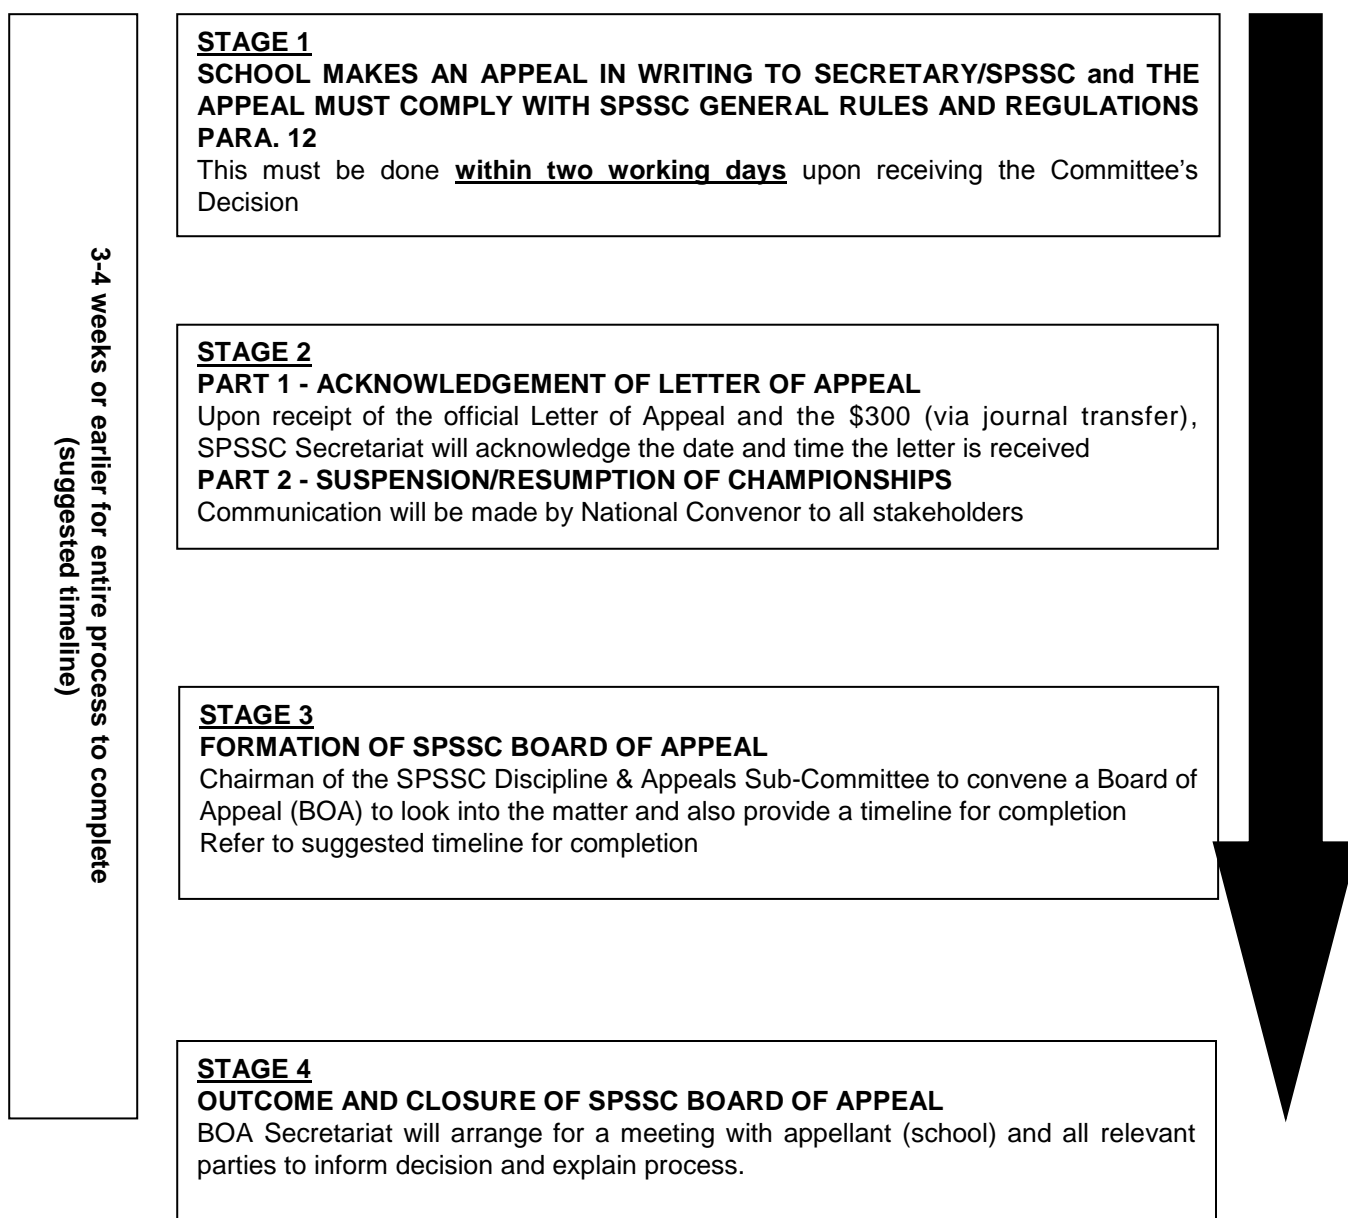 3-4 weeks or earlier for entire process to complete
(suggested timeline)
STAGE 1
SCHOOL MAKES AN APPEAL IN WRITING TO SECRETARY/SPSSC and THE
APPEAL MUST COMPLY WITH SPSSC GENERAL RULES AND REGULATIONS
PARA. 12
This must be done within two working days upon receiving the Committee's
Decision
STAGE 2
PART 1 - ACKNOWLEDGEMENT OF LETTER OF APPEAL
Upon receipt of the official Letter of Appeal and the $300 (via journal transfer),
SPSSC Secretariat will acknowledge the date and time the letter is received
PART 2 - SUSPENSION/RESUMPTION OF CHAMPIONSHIPS
Communication will be made by National Convenor to all stakeholders
STAGE 3
FORMATION OF SPSSC BOARD OF APPEAL
Chairman of the SPSSC Discipline & Appeals Sub-Committee to convene a Board of
Appeal (BOA) to look into the matter and also provide a timeline for completion
Refer to suggested timeline for completion
STAGE 4
OUTCOME AND CLOSURE OF SPSSC BOARD OF APPEAL
BOA Secretariat will arrange for a meeting with appellant (school) and all relevant
parties to inform decision and explain process.